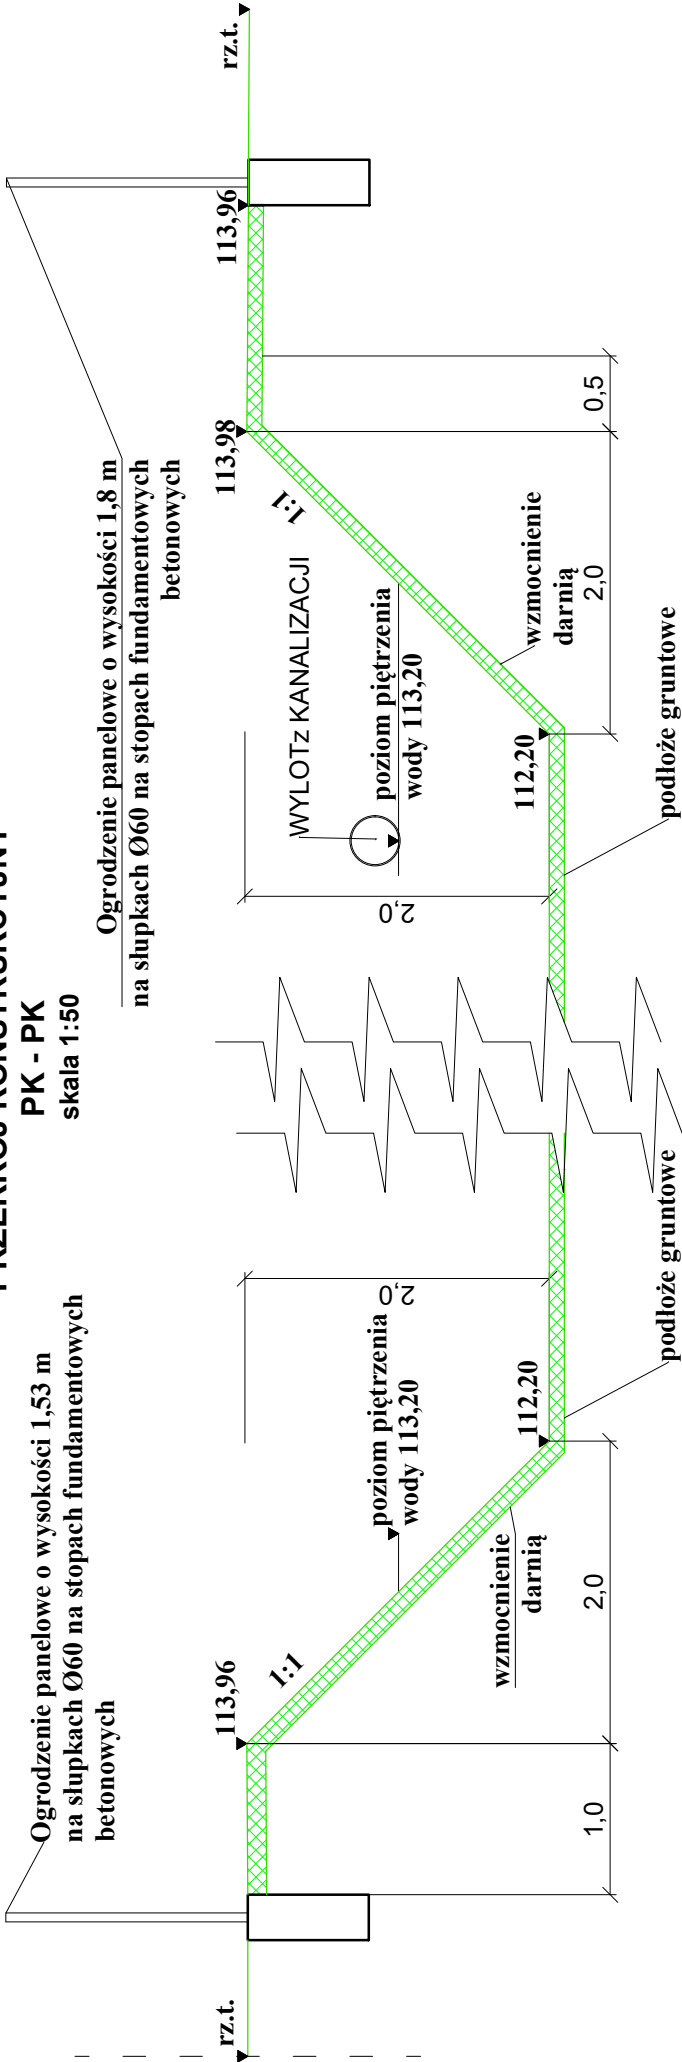 PRZEKRÓJ KONSTRUKCYJNY
PK - PK
skala 1:50
Ogrodzenie panelowe o wysokości 1,53 m
na słupkach Ø60 na stopach fundamentowych
betonowych
Ogrodzenie panelowe o wysokości 1,8 m
na słupkach Ø60 na stopach fundamentowych
betonowych
rz.t.
113,96
1:1
poziom piętrzenia
wody 113,20
2,0
112,20
wzmocnienie
darnią
1,0
2,0
podłoże gruntowe
WYLOTz KANALIZACJI
poziom piętrzenia
wody 113,20
2,0
112,20
1:1
113,98
113,96
rz.t.
wzmocnienie
darnią
2,0
0,5
podłoże gruntowe